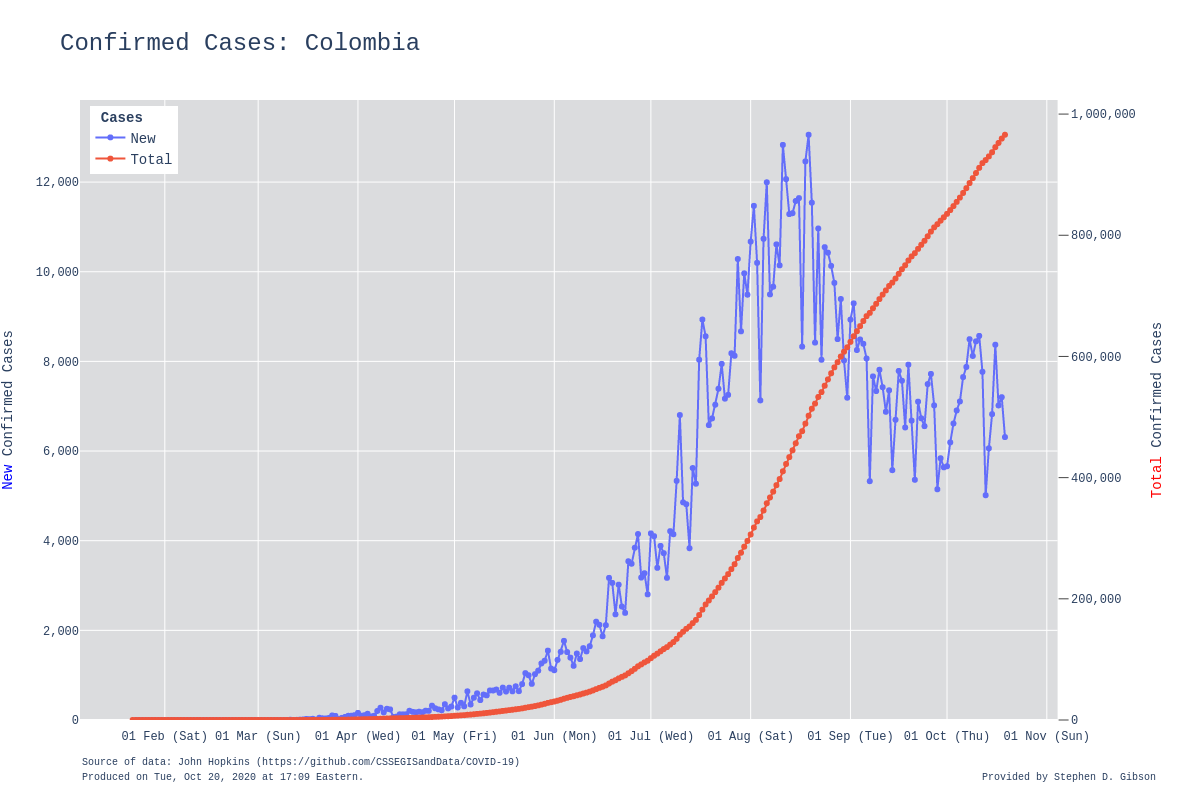 Confirmed Cases: Colombia
Cases
New
Total
12,000
10,000
8,000
6,000
4,000
2,000
0
New Confirmed Cases
1,000,000
800,000
600,000
400,000
200,000
0
Total Confirmed Cases
01 Feb (Sat) 01 Mar (Sun) 01 Apr (Wed) 01 May (Fri) 01 Jun (Mon) 01 Jul (Wed) 01 Aug (Sat) 01 Sep (Tue) 01 Oct (Thu) 01 Nov (Sun)
Source of data: John Hopkins (https://github.com/CSSEGISandData/COVID-19)
Produced on Tue, Oct 20, 2020 at 17:09 Eastern.
Provided by Stephen D. Gibson